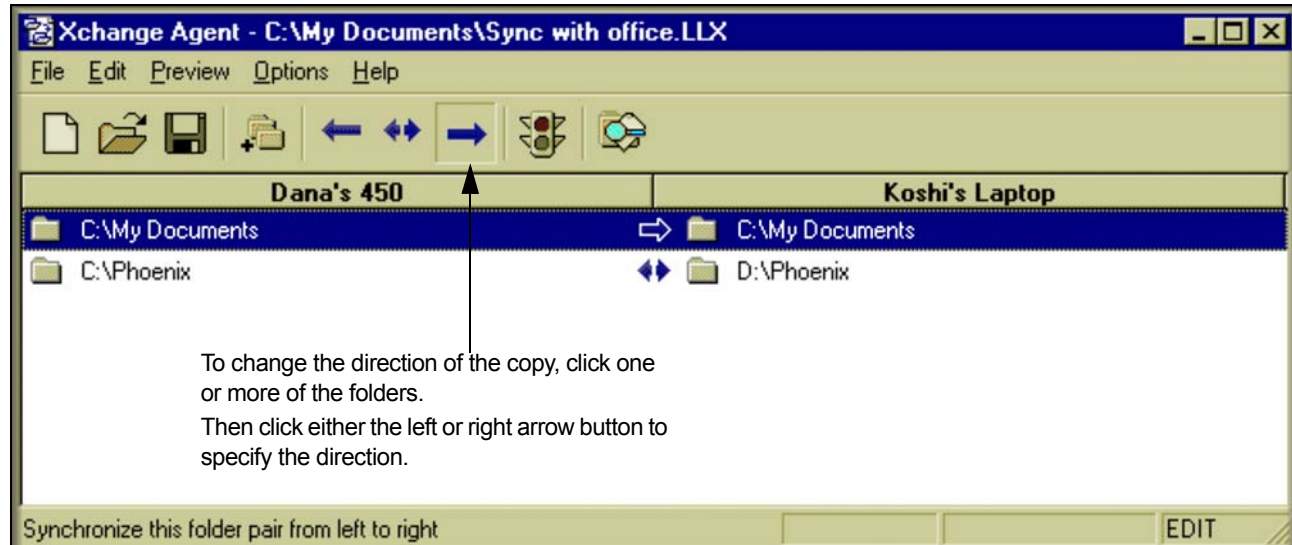 Xchange Agent - C:\My Documents\Sync with office.LLX
File Edit Preview Options Help
Dana's 450 Koshi's Laptop
C:\My Documents C:\My Documents
C:\Phoenix D:\Phoenix
To change the direction of the copy, click one
or more of the folders.
Then click either the left or right arrow button to
specify the direction.
Synchronize this folder pair from left to right EDIT